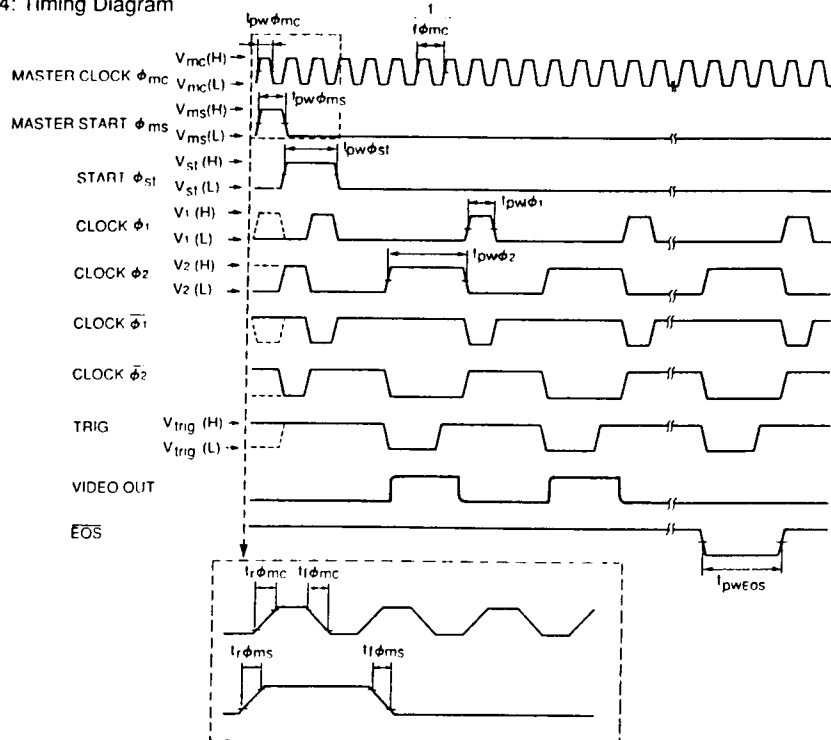 4: Timing Diagram
tpwϕmc
1
fϕmc
MASTER CLOCK ϕmc
Vmc(H)
Vmc(L)
tpwϕms
MASTER START ϕms
Vms(H)
Vms(L)
tpwϕst
START ϕst
Vst (H)
Vst (L)
CLOCK ϕ1
V1 (H)
V1 (L)
tpwϕ1
CLOCK ϕ2
V2 (H)
V2 (L)
tpwϕ2
CLOCK ϕ̅1
CLOCK ϕ̅2
TRIG
Vtrig (H)
Vtrig (L)
VIDEO OUT
E̅O̅S̅
tpwEOS
trϕmc tfϕmc
trϕms tfϕms